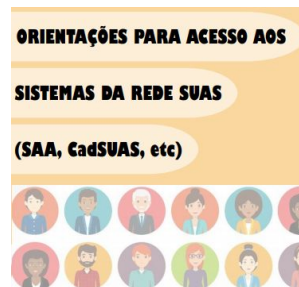 ORIENTAÇÕES PARA ACESSO AOS
SISTEMAS DA REDE SUAS
(SAA, CadSUAS, etc)